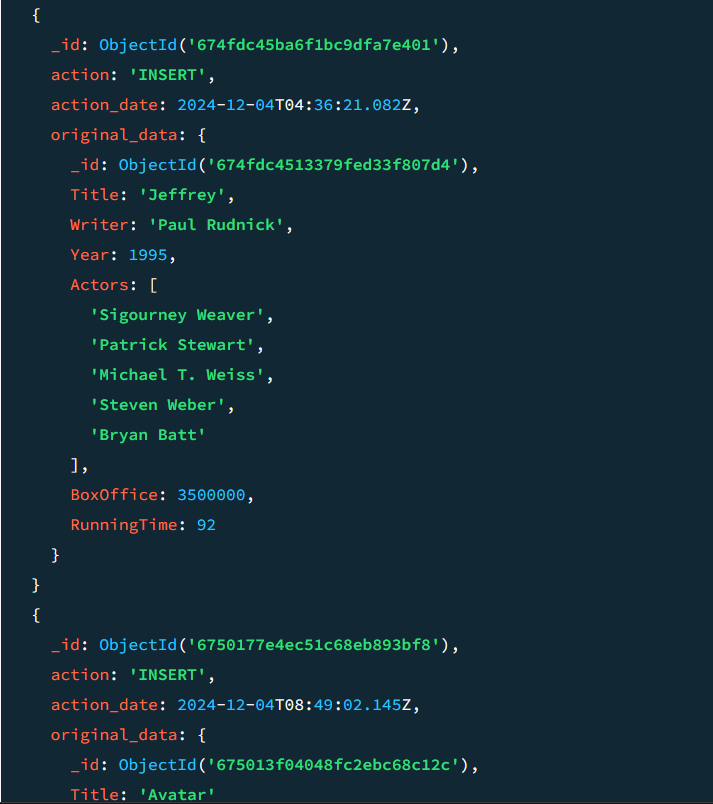 {
_id: ObjectId('674fdc45ba6f1bc9dfa7e401'),
action: 'INSERT',
action_date: 2024-12-04T04:36:21.082Z,
original_data: {
_id: ObjectId('674fdc4513379fed33f807d4'),
Title: 'Jeffrey',
Writer: 'Paul Rudnick',
Year: 1995,
Actors: [
'Sigourney Weaver',
'Patrick Stewart',
'Michael T. Weiss',
'Steven Weber',
'Bryan Batt'
],
BoxOffice: 3500000,
RunningTime: 92
}
}
{
_id: ObjectId('6750177e4ec51c68eb893bf8'),
action: 'INSERT',
action_date: 2024-12-04T08:49:02.145Z,
original_data: {
_id: ObjectId('675013f04048fc2ebc68c12c'),
Title: 'Avatar'